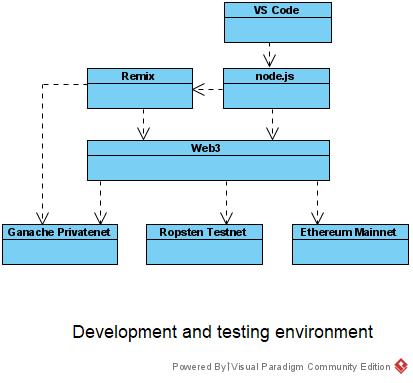 VS Code
Remix
node.js
Web3
Ganache Privatenet
Ropsten Testnet
Ethereum Mainnet
Development and testing environment
Powered By Visual Paradigm Community Edition